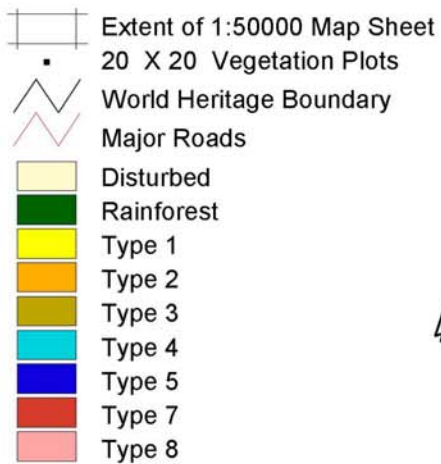 Extent of 1:50000 Map Sheet
20 X 20 Vegetation Plots
World Heritage Boundary
Major Roads
Disturbed
Rainforest
Type 1
Type 2
Type 3
Type 4
Type 5
Type 7
Type 8